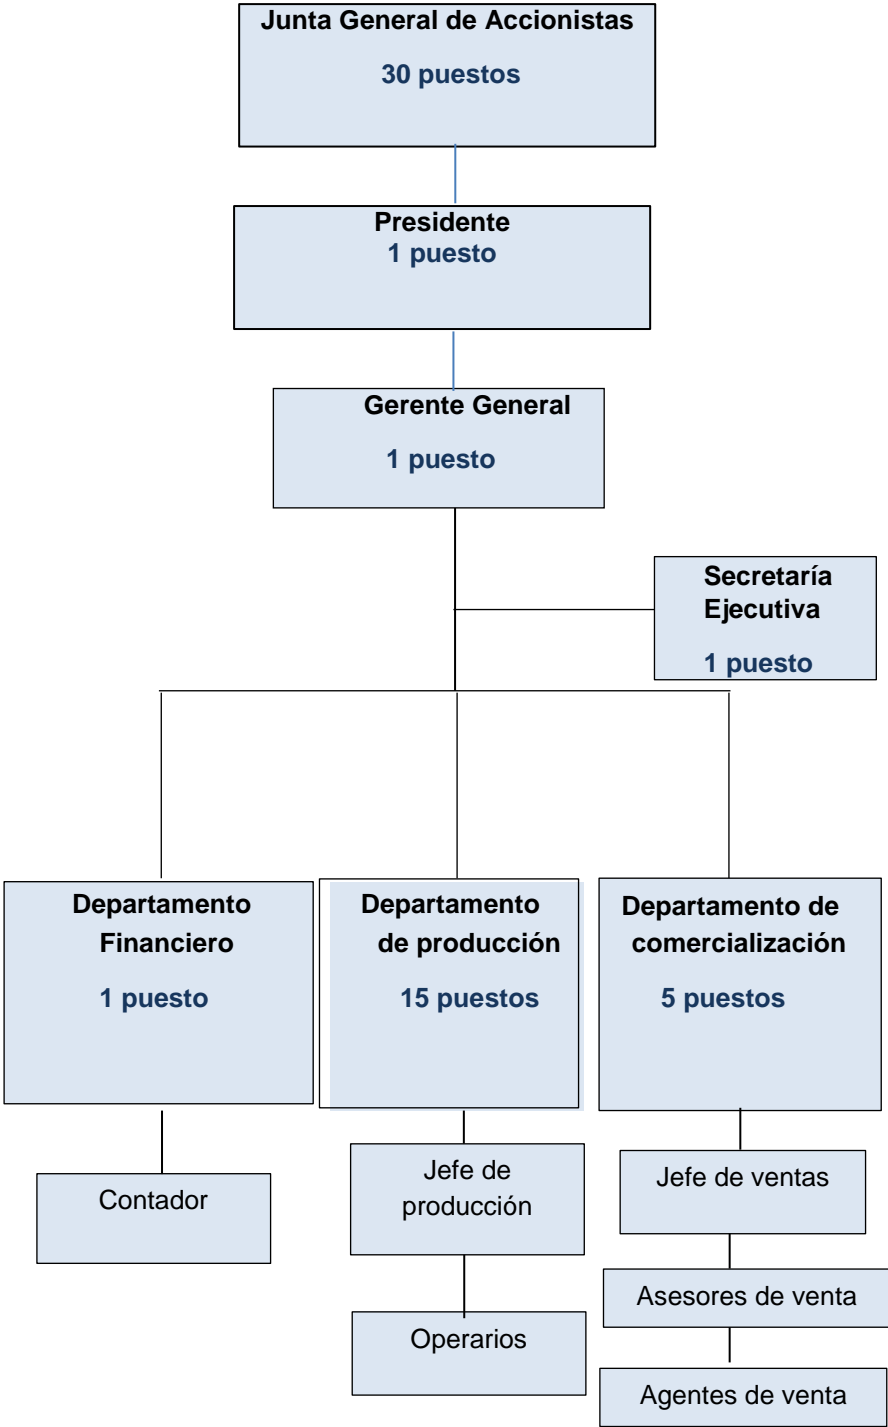 Junta General de Accionistas
30 puestos
Presidente
1 puesto
Gerente General
1 puesto
Secretaría
Ejecutiva
1 puesto
Departamento
Financiero
1 puesto
Departamento
de producción
15 puestos
Departamento de
comercialización
5 puestos
Contador
Jefe de
producción
Operarios
Jefe de ventas
Asesores de venta
Agentes de venta